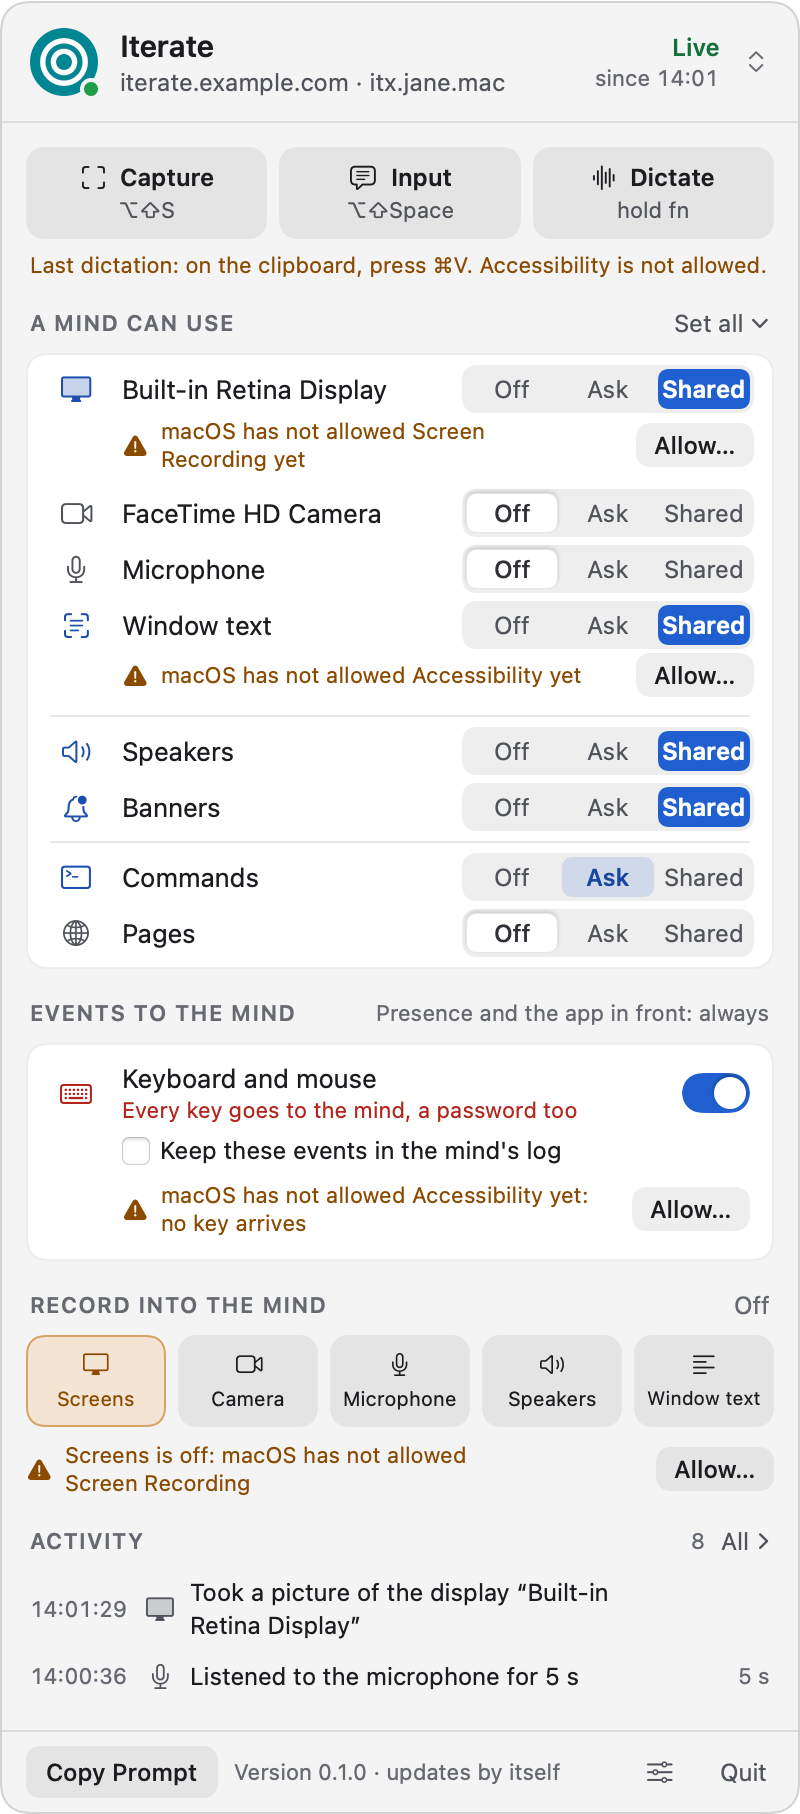 Iterate
iterate.example.com · itx.jane.mac
Live
since 14:01
Capture
⌥⇧S
Input
⌥⇧Space
Dictate
hold fn
Last dictation: on the clipboard, press ⌘V. Accessibility is not allowed.
A MIND CAN USE
Set all
Built-in Retina Display
Off Ask Shared
macOS has not allowed Screen
Recording yet
Allow...
FaceTime HD Camera
Off Ask Shared
Microphone
Off Ask Shared
Window text
Off Ask Shared
macOS has not allowed Accessibility yet
Allow...
Speakers
Off Ask Shared
Banners
Off Ask Shared
Commands
Off Ask Shared
Pages
Off Ask Shared
EVENTS TO THE MIND
Presence and the app in front: always
Keyboard and mouse
Every key goes to the mind, a password too
Keep these events in the mind's log
macOS has not allowed Accessibility yet:
no key arrives
Allow...
RECORD INTO THE MIND
Off
Screens
Camera
Microphone
Speakers
Window text
Screens is off: macOS has not allowed
Screen Recording
Allow...
ACTIVITY
8 All
14:01:29
Took a picture of the display “Built-in
Retina Display”
14:00:36
Listened to the microphone for 5 s
5 s
Copy Prompt
Version 0.1.0 · updates by itself
Quit